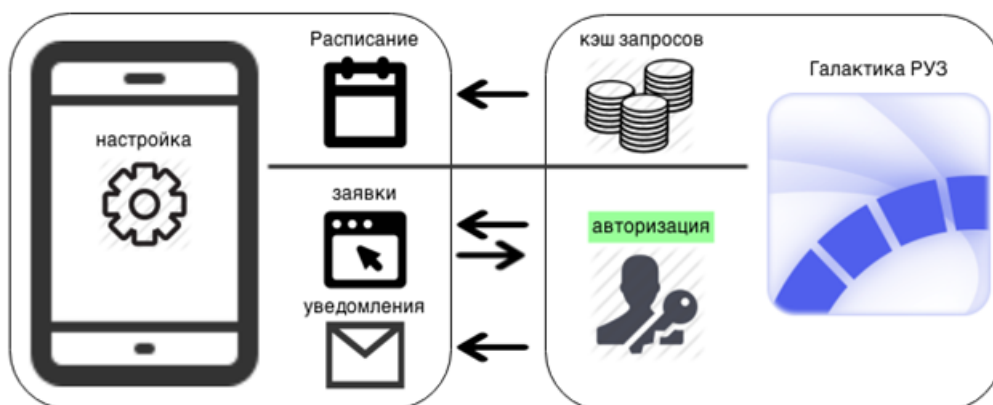 Расписание
кэш запросов
Галактика РУЗ
настройка
заявки
авторизация
уведомления